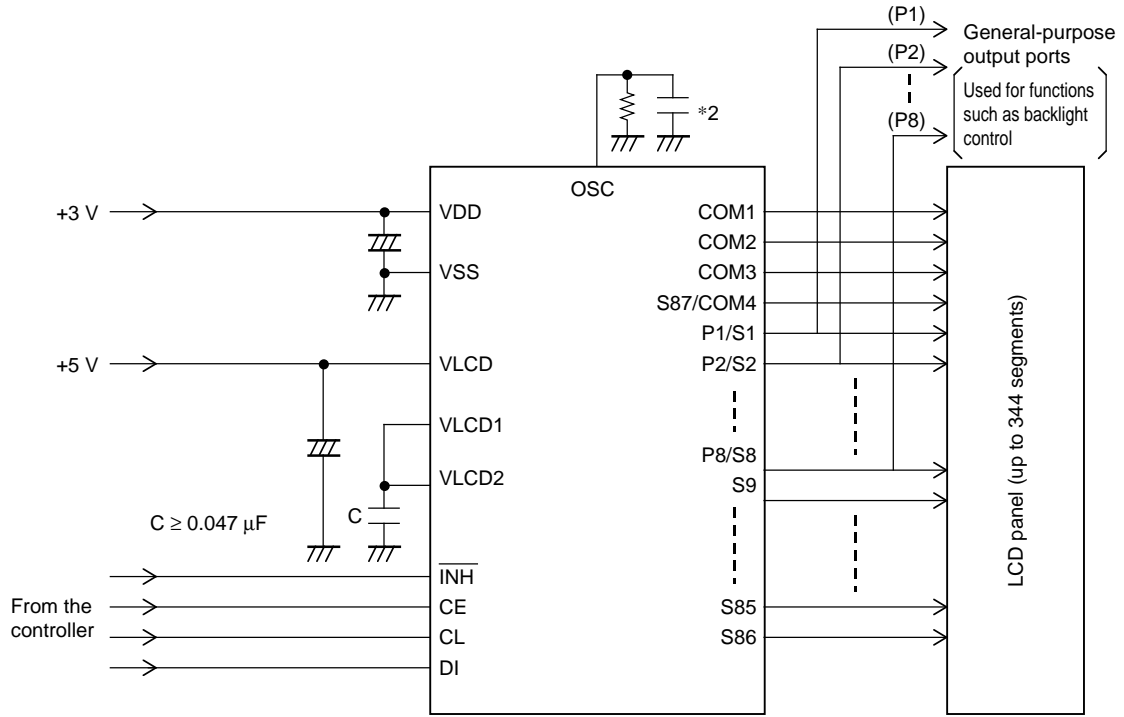 (P1)
General-purpose
output ports
(P2)
Used for functions
such as backlight
control
(P8)
*2
OSC
+3 V
VDD
VSS
+5 V
VLCD
VLCD1
VLCD2
C
C ≥ 0.047 μF
From the
controller
INH
CE
CL
DI
COM1
COM2
COM3
S87/COM4
P1/S1
P2/S2
P8/S8
S9
S85
S86
LCD panel (up to 344 segments)